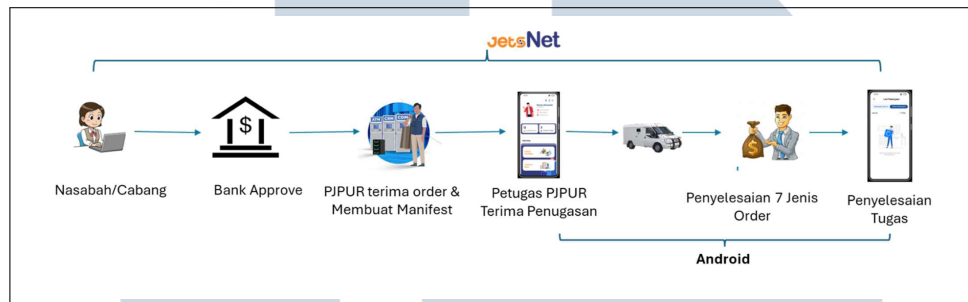 JetsNet
Nasabah/Cabang
Bank Approve
PJPUR terima order &
Membuat Manifest
Petugas PJPUR
Terima Penugasan
Penyelesaian 7 Jenis
Order
Penyelesaian
Tugas
Android